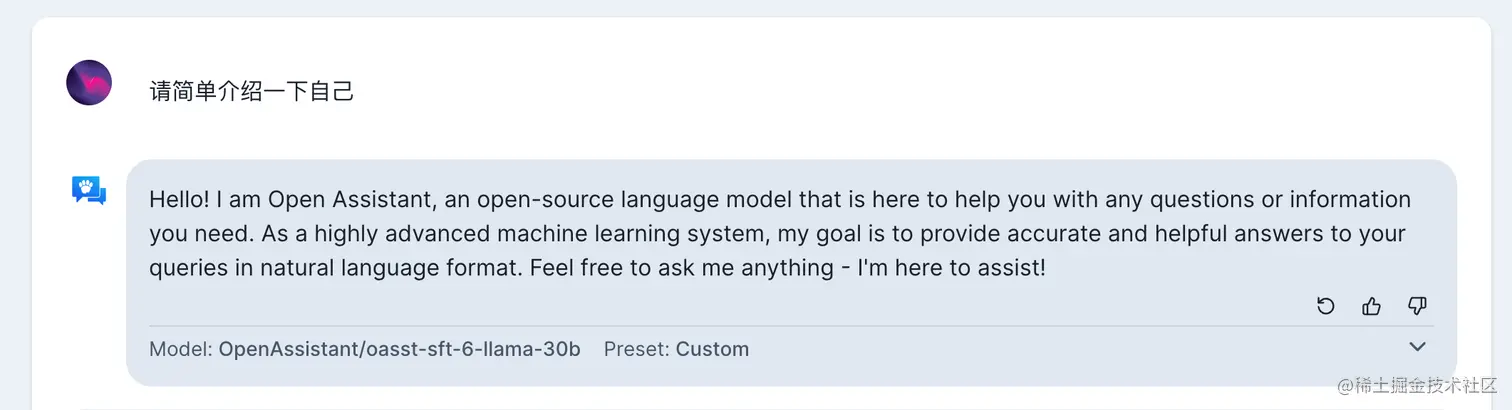 请简单介绍一下自己
Hello! I am Open Assistant, an open-source language model that is here to help you with any questions or information
you need. As a highly advanced machine learning system, my goal is to provide accurate and helpful answers to your
queries in natural language format. Feel free to ask me anything - I'm here to assist!
Model: OpenAssistant/oasst-sft-6-llama-30b Preset: Custom
@稀土掘金技术社区